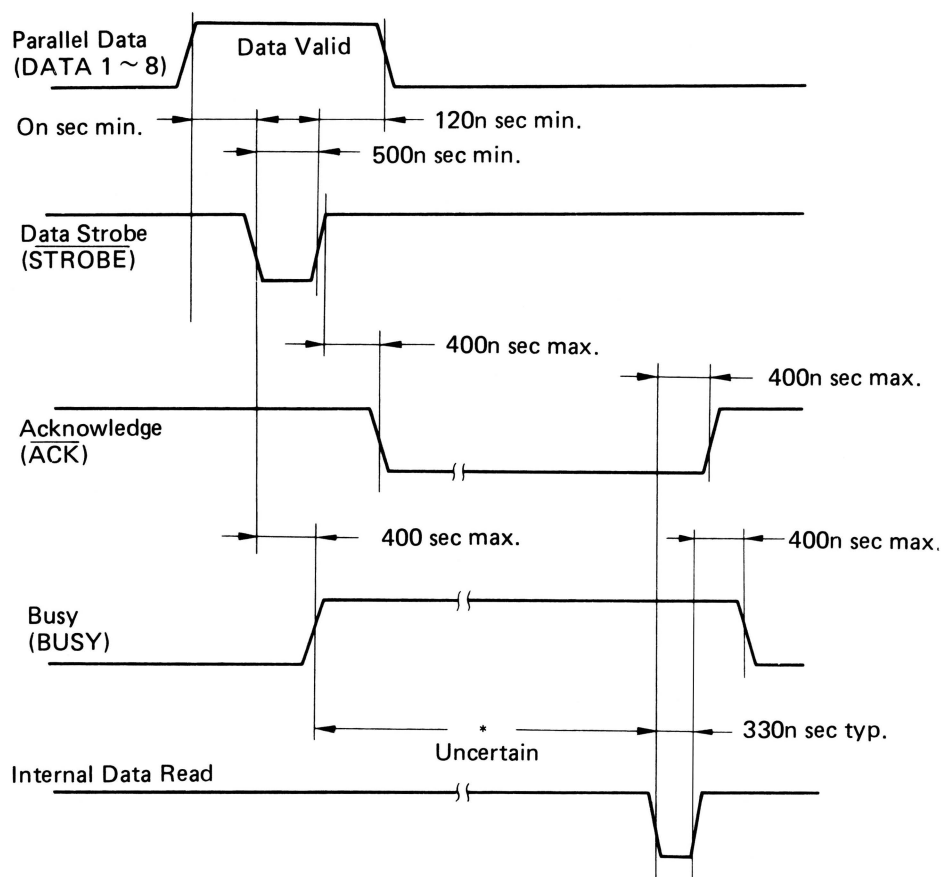 Parallel Data
(DATA 1 ~ 8)
Data Valid
On sec min.
120n sec min.
500n sec min.
Data Strobe
(STROBE)
400n sec max.
400n sec max.
Acknowledge
(ACK)
400 sec max.
400n sec max.
Busy
(BUSY)
*
Uncertain
330n sec typ.
Internal Data Read